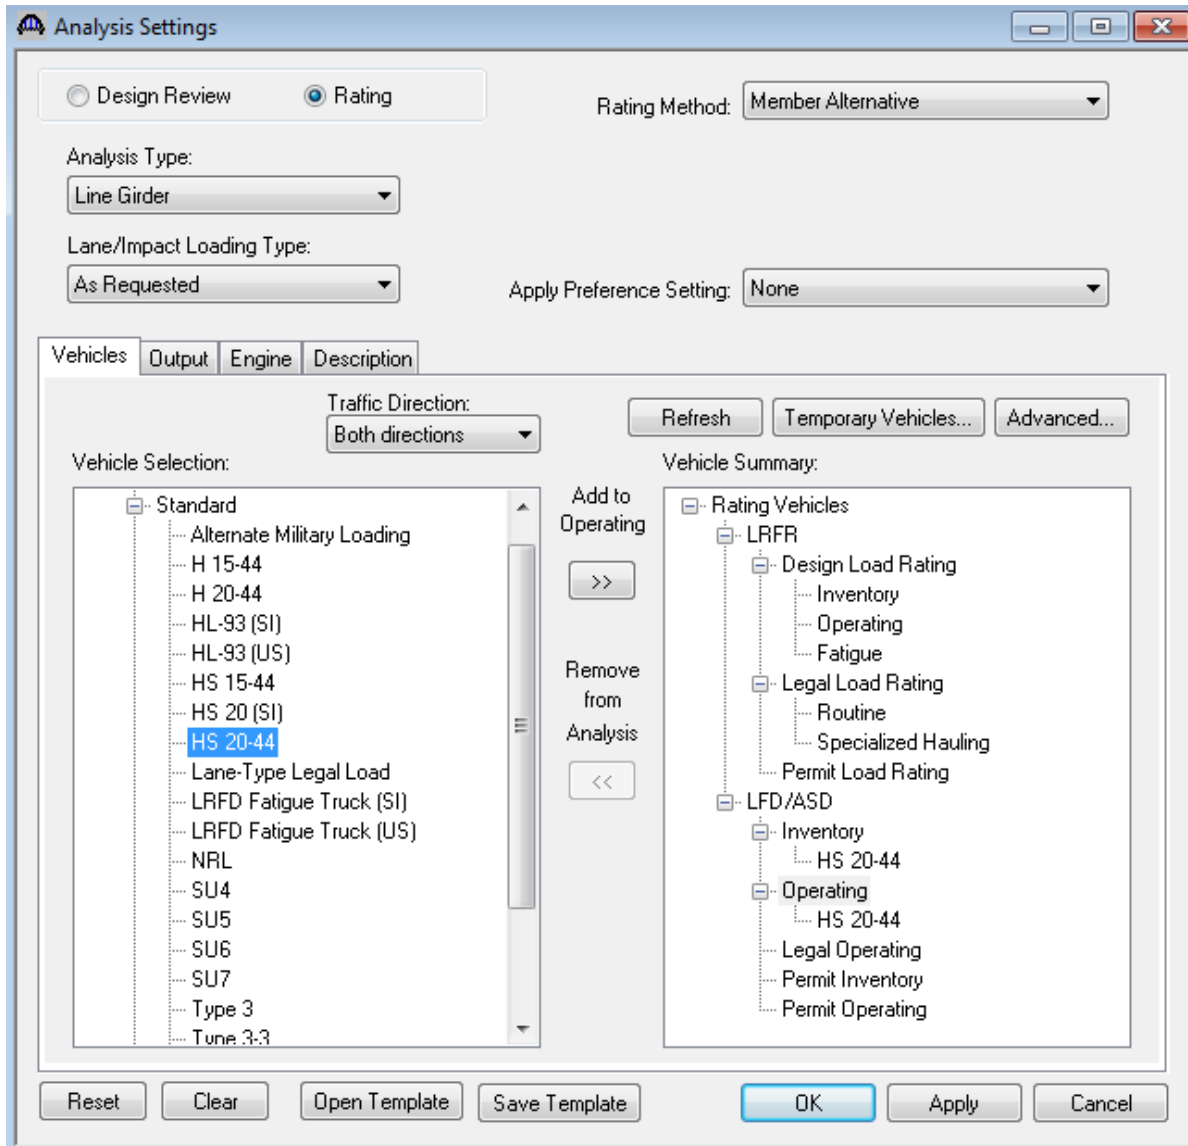 Analysis Settings
Design Review
Rating
Rating Method:
Member Alternative
Analysis Type:
Line Girder
Lane/Impact Loading Type:
As Requested
Apply Preference Setting:
None
Vehicles
Output
Engine
Description
Traffic Direction:
Both directions
Refresh
Temporary Vehicles...
Advanced...
Vehicle Selection:
Standard
Alternate Military Loading
H 15-44
H 20-44
HL-93 (SI)
HL-93 (US)
HS 15-44
HS 20 (SI)
HS 20-44
Lane-Type Legal Load
LRFD Fatigue Truck (SI)
LRFD Fatigue Truck (US)
NRL
SU4
SU5
SU6
SU7
Type 3
Type 3-3
Add to
Operating
>>
Remove
from
Analysis
<<
Vehicle Summary:
Rating Vehicles
LRFR
Design Load Rating
Inventory
Operating
Fatigue
Legal Load Rating
Routine
Specialized Hauling
Permit Load Rating
LFD/ASD
Inventory
HS 20-44
Operating
HS 20-44
Legal Operating
Permit Inventory
Permit Operating
Reset
Clear
Open Template
Save Template
OK
Apply
Cancel